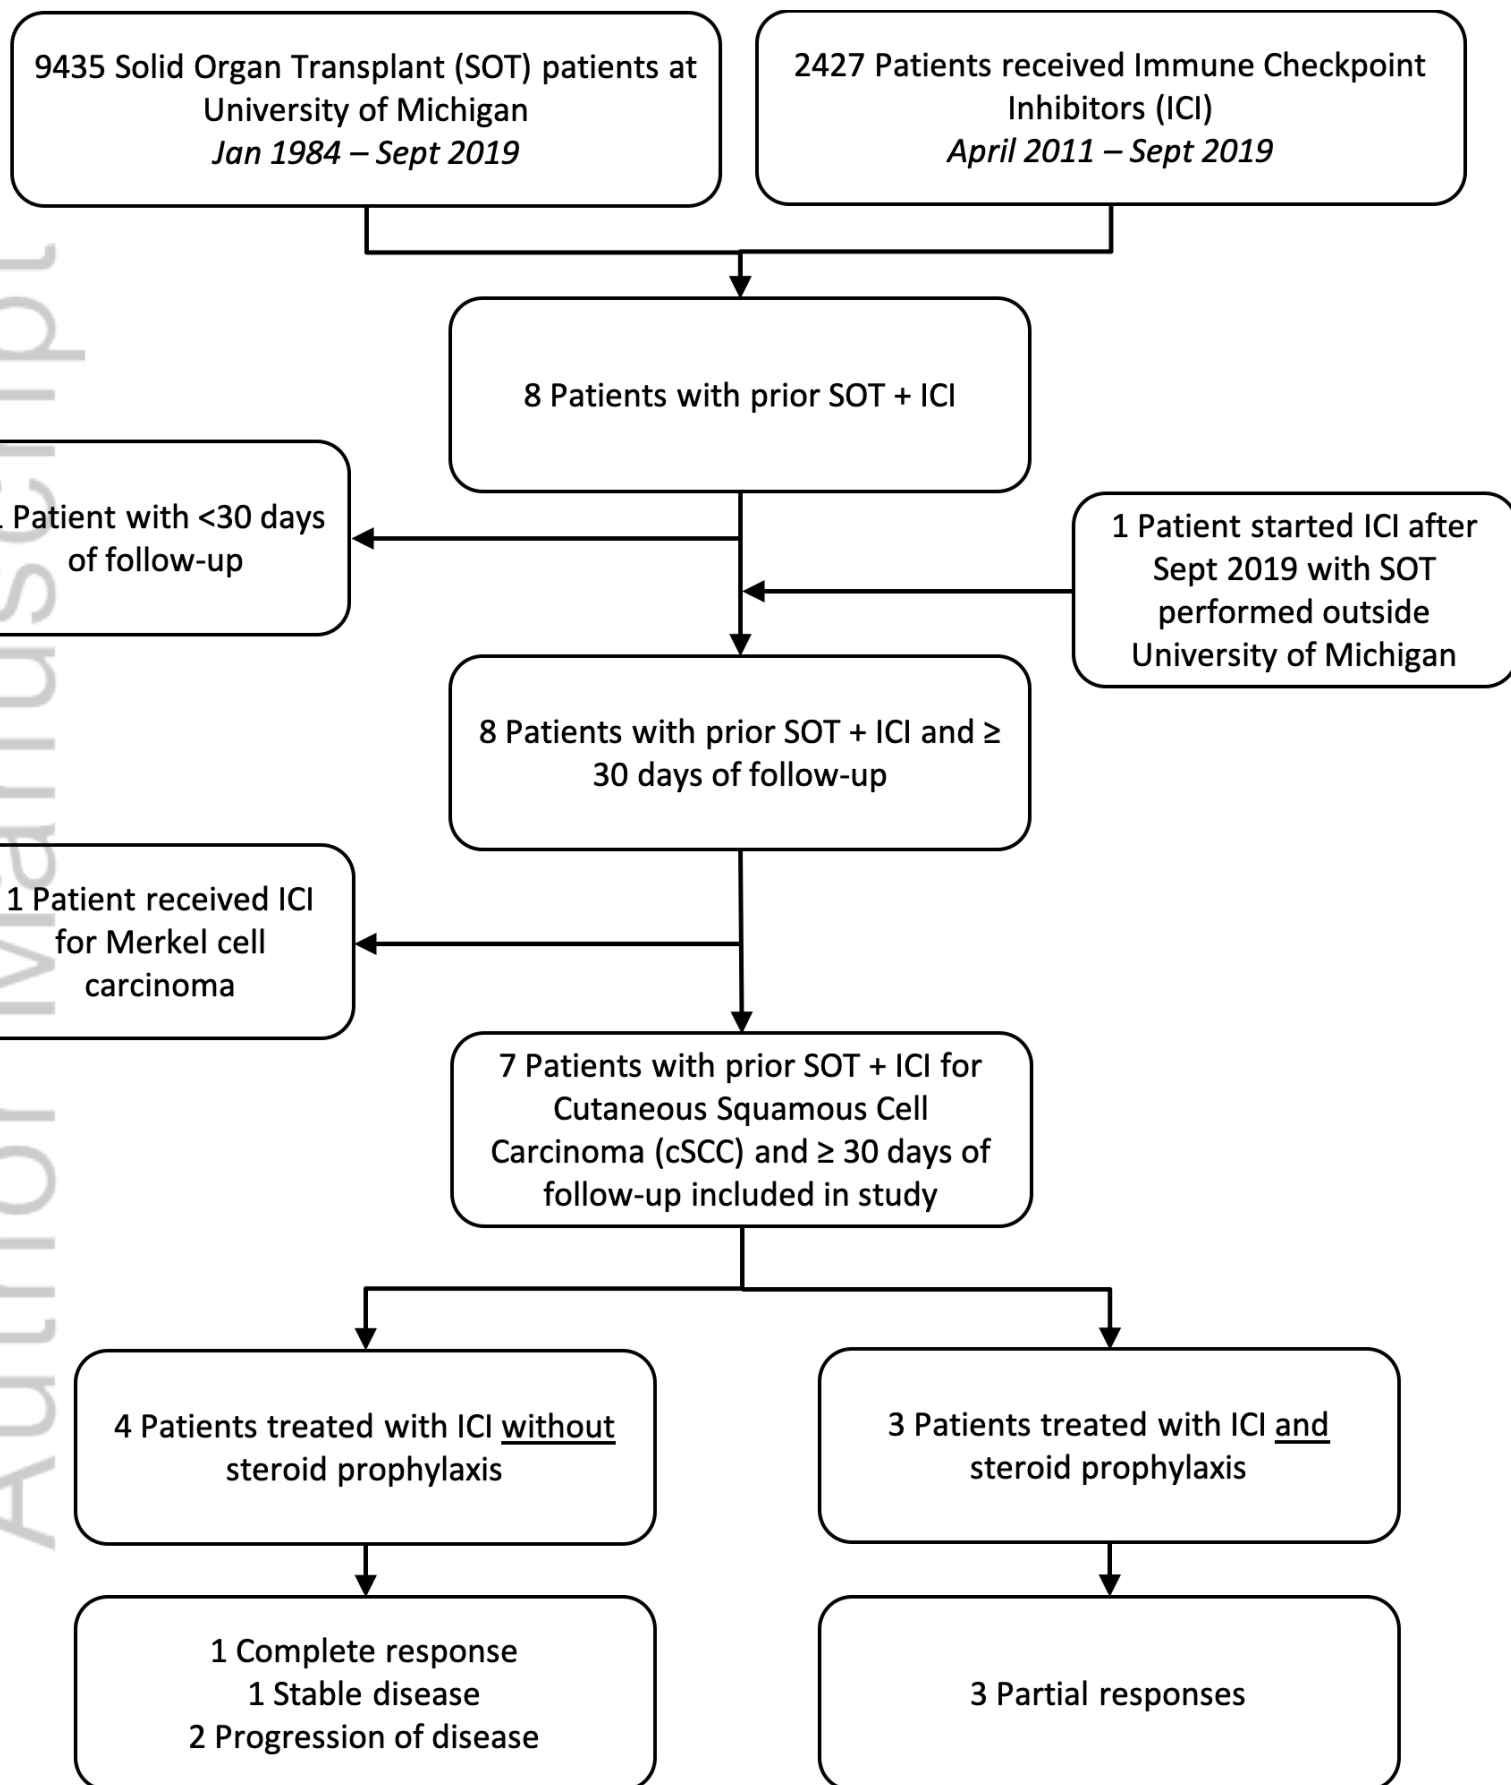 9435 Solid Organ Transplant (SOT) patients at
University of Michigan
Jan 1984 – Sept 2019
2427 Patients received Immune Checkpoint
Inhibitors (ICI)
April 2011 – Sept 2019
8 Patients with prior SOT + ICI
Patient with <30 days
of follow-up
1 Patient started ICI after
Sept 2019 with SOT
performed outside
University of Michigan
8 Patients with prior SOT + ICI and ≥
30 days of follow-up
1 Patient received ICI
for Merkel cell
carcinoma
7 Patients with prior SOT + ICI for
Cutaneous Squamous Cell
Carcinoma (cSCC) and ≥ 30 days of
follow-up included in study
4 Patients treated with ICI without
steroid prophylaxis
3 Patients treated with ICI and
steroid prophylaxis
1 Complete response
1 Stable disease
2 Progression of disease
3 Partial responses
Author Manuscript